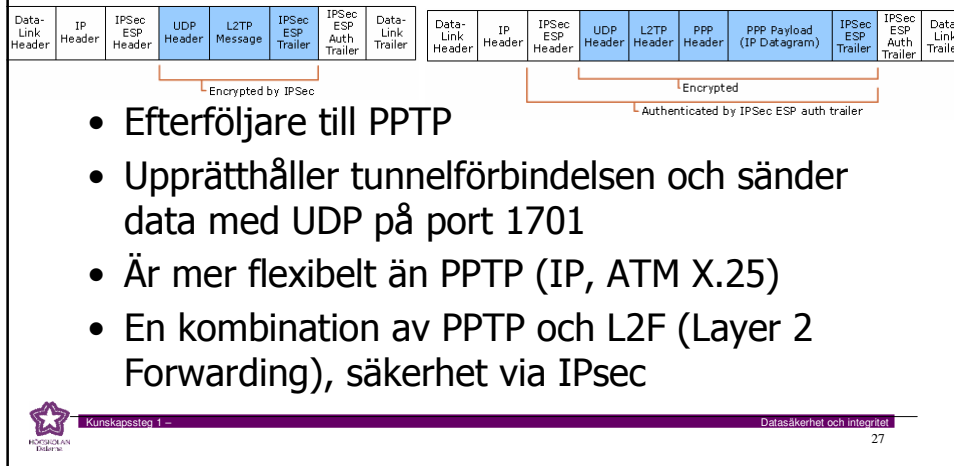 Data-Link Header IP Header IPSec ESP Header UDP Header L2TP Message IPSec ESP Trailer IPSec ESP Auth Trailer Data-Link Trailer
Encrypted by IPSec
Data-Link Header IP Header IPSec ESP Header UDP Header L2TP Header PPP Header PPP Payload (IP Datagram) IPSec ESP Trailer IPSec ESP Auth Trailer Data Link
Encrypted
Authenticated by IPSec ESP auth trailer
• Efterföljare till PPTP
• Upprätthåller tunnelförbindelsen och sänder
data med UDP på port 1701
• Är mer flexibelt än PPTP (IP, ATM X.25)
• En kombination av PPTP och L2F (Layer 2
Forwarding), säkerhet via IPsec
Kunskapssteg 1 –
Datasäkerhet och integritet
HÖGSKOLAN
Dalarna
27